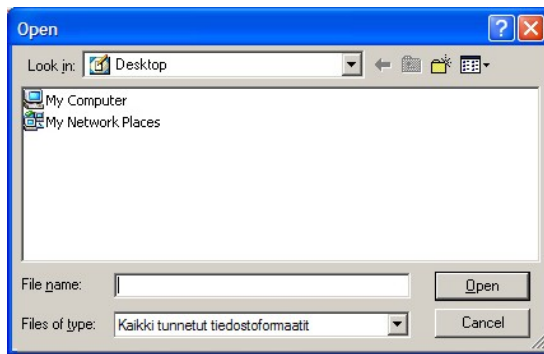 Open
Look in: Desktop
My Computer
My Network Places
File name: Open
Files of type: Kaikki tunnetut tiedostoformaatit Cancel